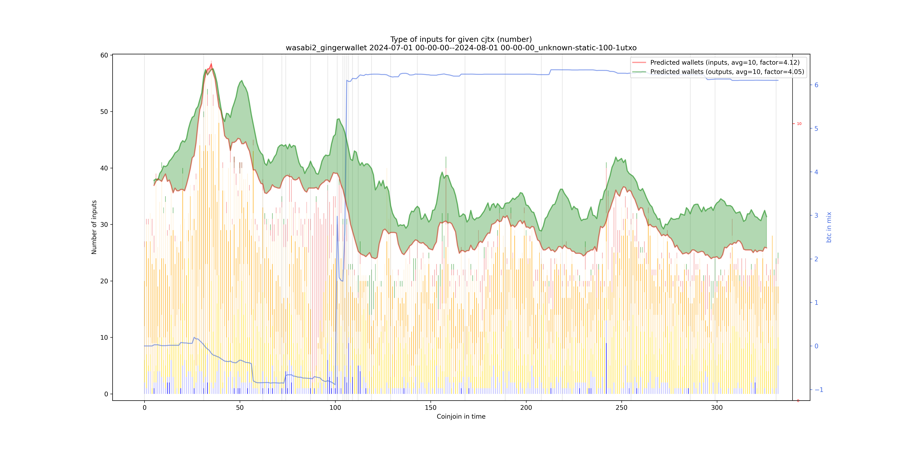 Type of inputs for given cjtx (number)
wasabi2_gingerwallet 2024-07-01 00-00-00--2024-08-01 00-00-00_unknown-static-100-1utxo
Predicted wallets (inputs, avg=10, factor=4.12)
Predicted wallets (outputs, avg=10, factor=4.05)
60
50
40
30
20
10
0
Number of inputs
0 50 100 150 200 250 300
Coinjoin in time
6
5
4
3
2
1
0
−1
btc in mix